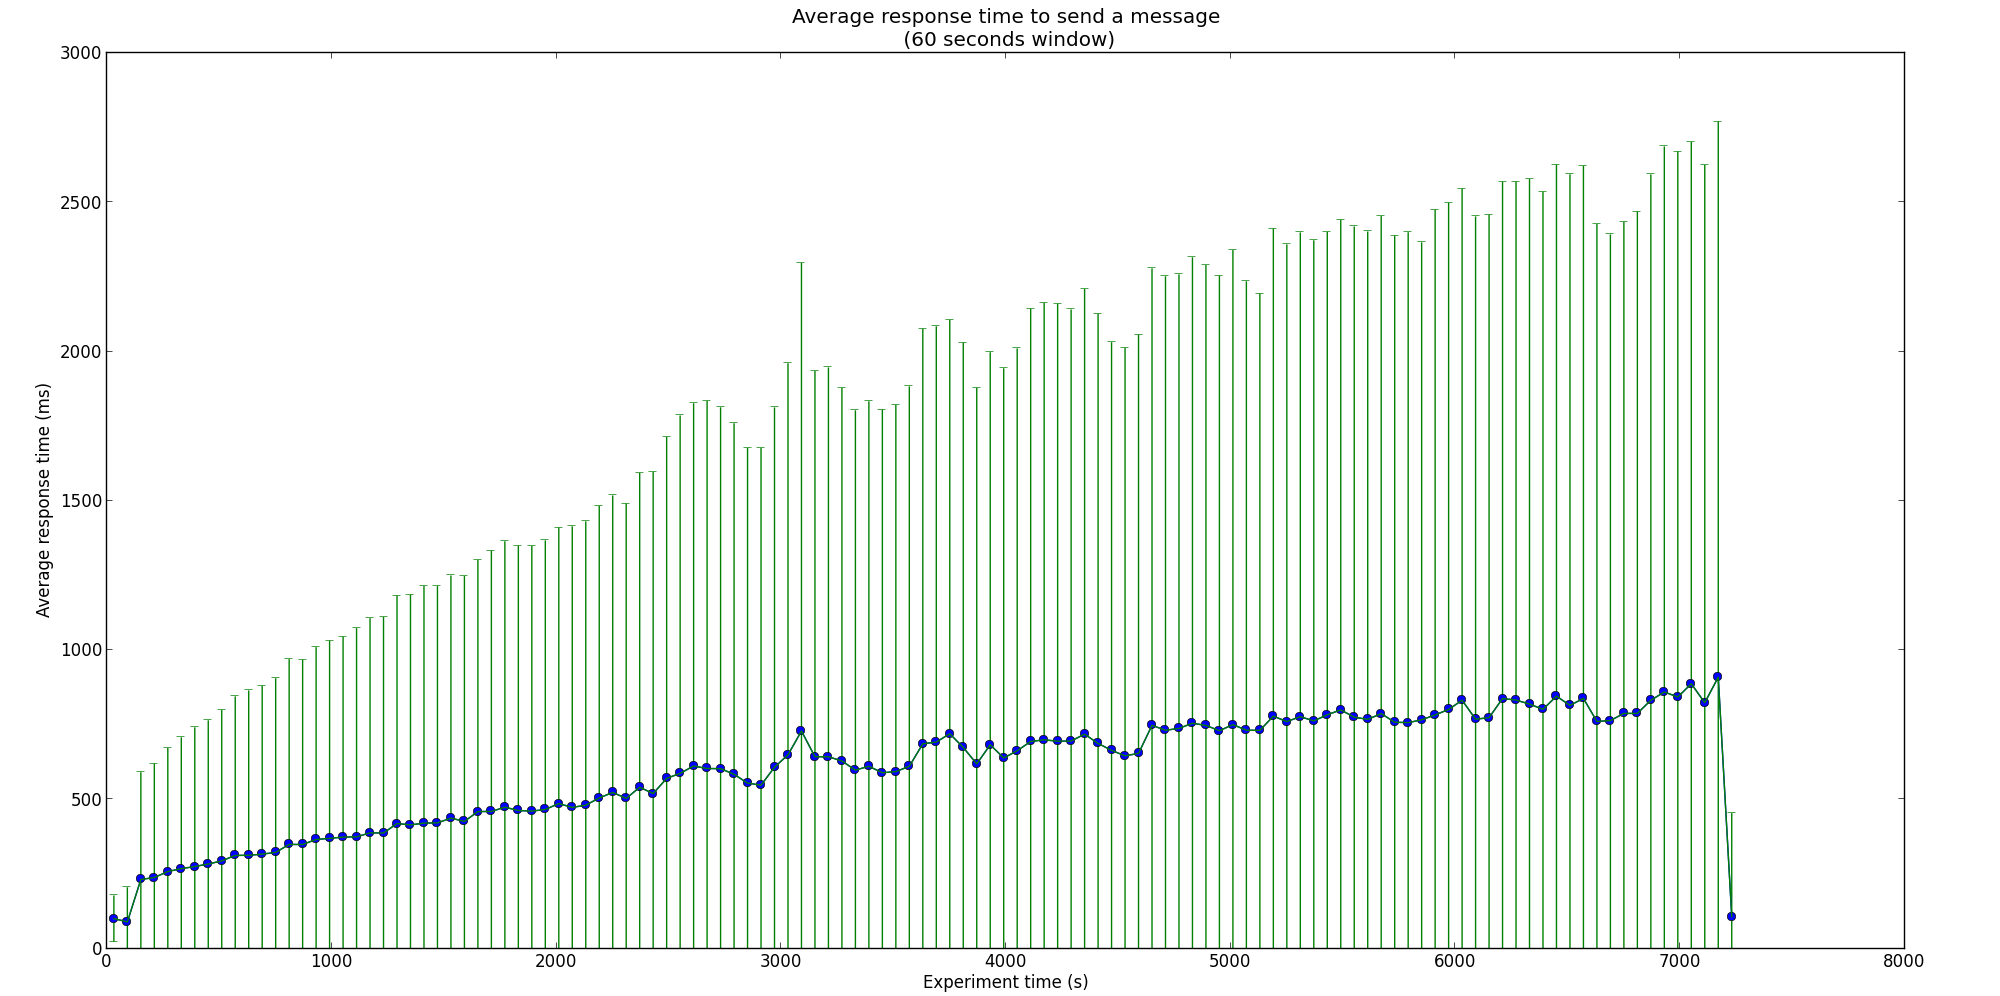 Average response time to send a message
(60 seconds window)
3000
2500
2000
1500
1000
500
0
Average response time (ms)
0 1000 2000 3000 4000 5000 6000 7000 8000
Experiment time (s)